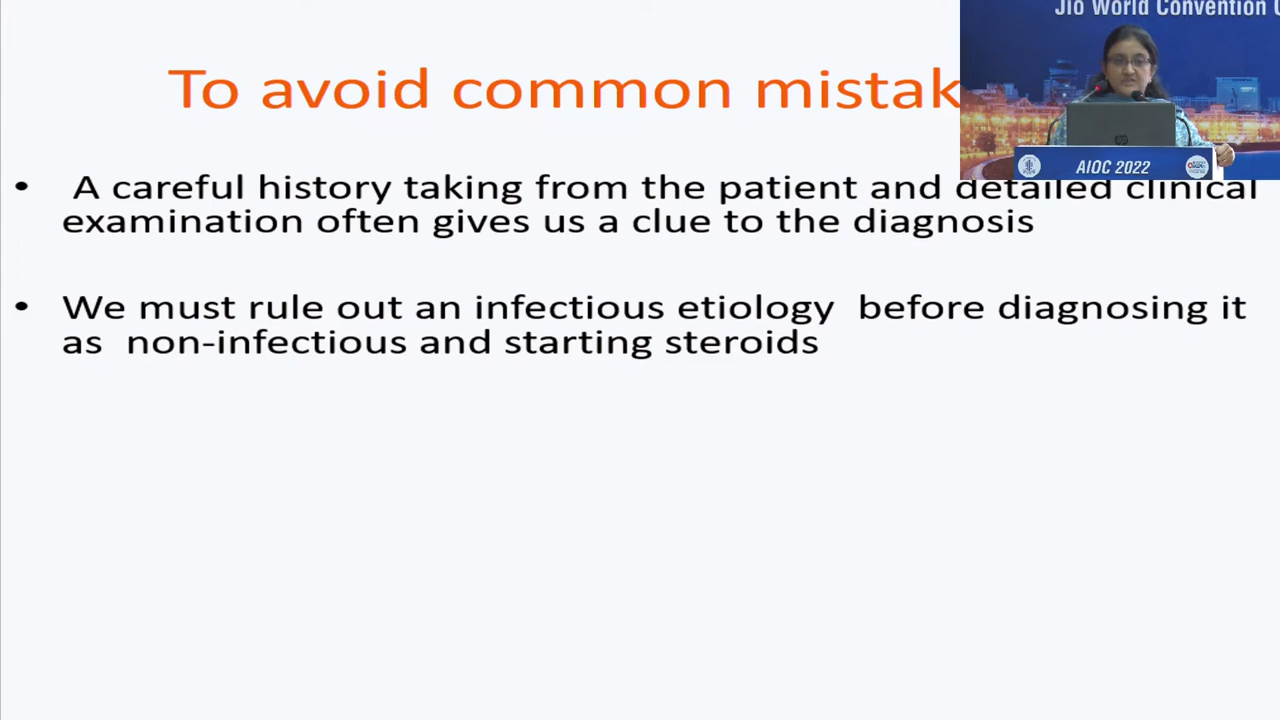 Jio World Convention
To avoid common
• A careful history taking from the patient and detailed clinical
examination often gives us a clue to the diagnosis
• We must rule out an infectious etiology before diagnosing it
as non-infectious and starting steroids
AIOC 2022